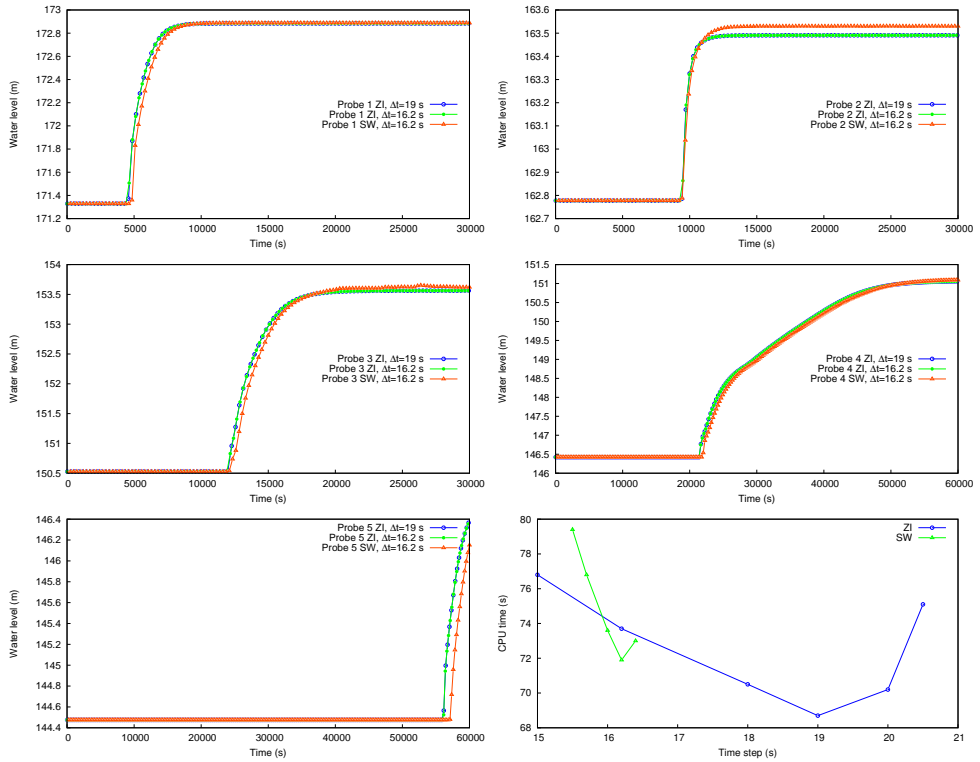 173
172.8
172.6
172.4
172.2
172
171.8
171.6
171.4
171.2
Water level (m)
Probe 1 ZI, Δt=19 s
Probe 1 ZI, Δt=16.2 s
Probe 1 SW, Δt=16.2 s
0 5000 10000 15000 20000 25000 30000
Time (s)
163.6
163.5
163.4
163.3
163.2
163.1
163
162.9
162.8
162.7
Water level (m)
Probe 2 ZI, Δt=19 s
Probe 2 ZI, Δt=16.2 s
Probe 2 SW, Δt=16.2 s
0 5000 10000 15000 20000 25000 30000
Time (s)
154
153.5
153
152.5
152
151.5
151
150.5
Water level (m)
Probe 3 ZI, Δt=19 s
Probe 3 ZI, Δt=16.2 s
Probe 3 SW, Δt=16.2 s
0 5000 10000 15000 20000 25000 30000
Time (s)
151.5
151
150.5
150
149.5
149
148.5
148
147.5
147
146.5
146
Water level (m)
Probe 4 ZI, Δt=19 s
Probe 4 ZI, Δt=16.2 s
Probe 4 SW, Δt=16.2 s
0 10000 20000 30000 40000 50000 60000
Time (s)
146.4
146.2
146
145.8
145.6
145.4
145.2
145
144.8
144.6
144.4
Water level (m)
Probe 5 ZI, Δt=19 s
Probe 5 ZI, Δt=16.2 s
Probe 5 SW, Δt=16.2 s
0 10000 20000 30000 40000 50000 60000
Time (s)
80
78
76
74
72
70
68
CPU time (s)
ZI
SW
15 16 17 18 19 20 21
Time step (s)